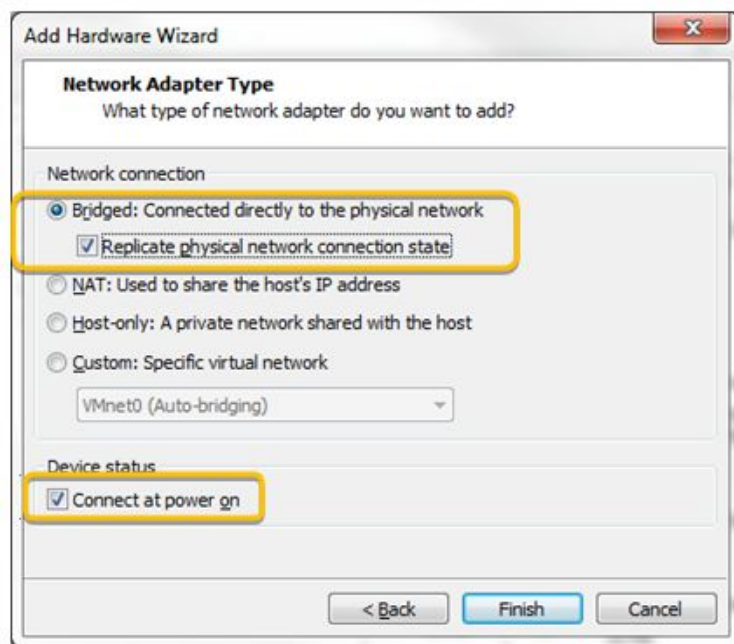 Add Hardware Wizard
Network Adapter Type
What type of network adapter do you want to add?
Network connection
Bridged: Connected directly to the physical network
Replicate physical network connection state
NAT: Used to share the host's IP address
Host-only: A private network shared with the host
Custom: Specific virtual network
VMnet0 (Auto-bridging)
Device status
Connect at power on
< Back Finish Cancel